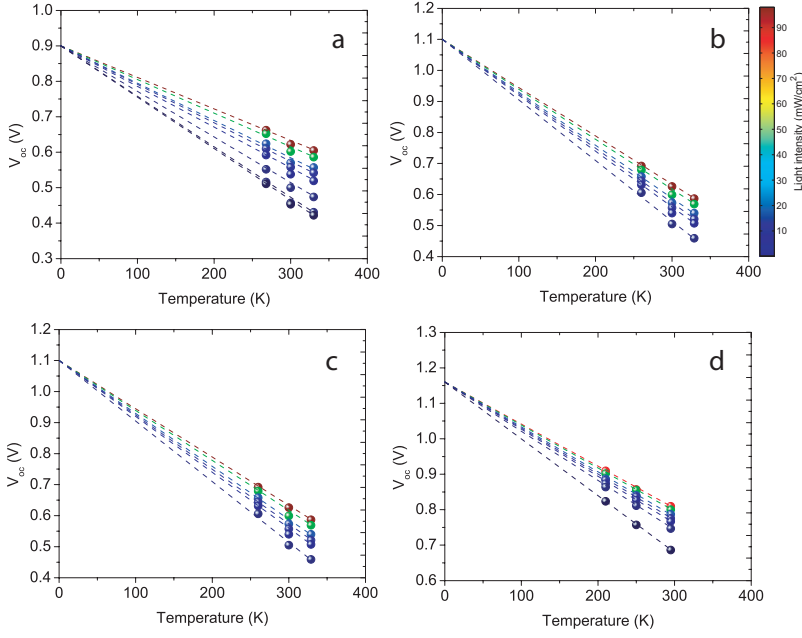 a
1.0
0.9
0.8
0.7
0.6
0.5
0.4
0.3
0 100 200 300 400
V_oc (V)
Temperature (K)
b
1.2
1.1
1.0
0.9
0.8
0.7
0.6
0.5
0.4
0 100 200 300 400
V_oc (V)
Temperature (K)
90
80
70
60
50
40
30
20
10
Light intensity (mW/cm²)
c
1.2
1.1
1.0
0.9
0.8
0.7
0.6
0.5
0.4
0 100 200 300 400
V_oc (V)
Temperature (K)
d
1.3
1.2
1.1
1.0
0.9
0.8
0.7
0.6
0 100 200 300 400
V_oc (V)
Temperature (K)